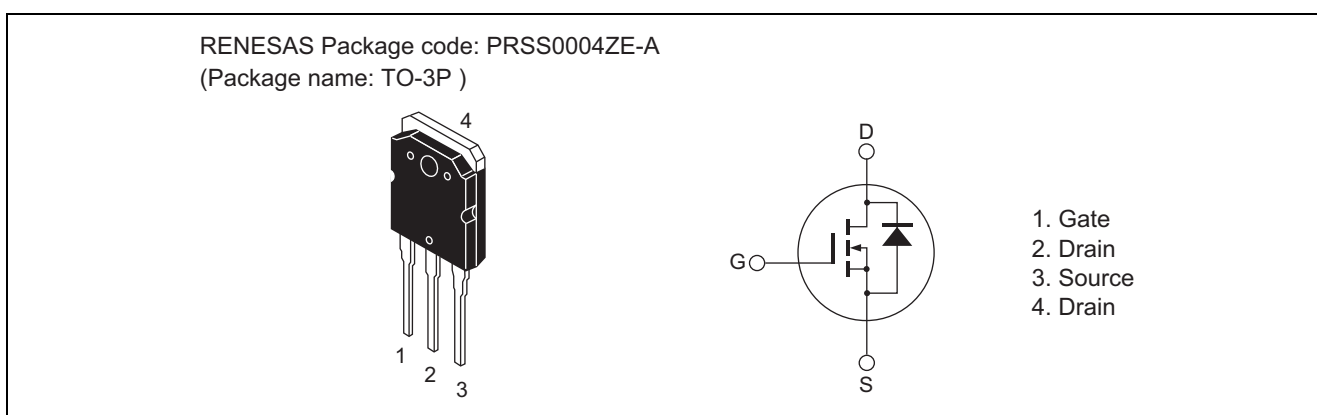 RENESAS Package code: PRSS0004ZE-A
(Package name: TO-3P )
4
1
2
3
D
G
S
1. Gate
2. Drain
3. Source
4. Drain